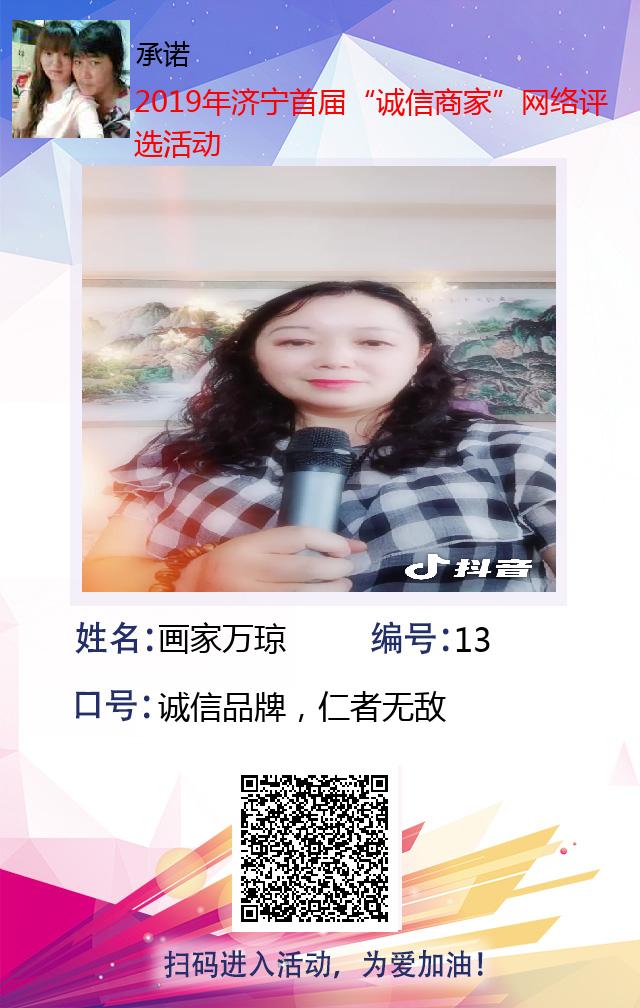 承诺
2019年济宁首届“诚信商家”网络评
选活动
抖音
姓名:画家万琼
编号:13
口号:诚信品牌，仁者无敌
扫码进入活动，为爱加油!